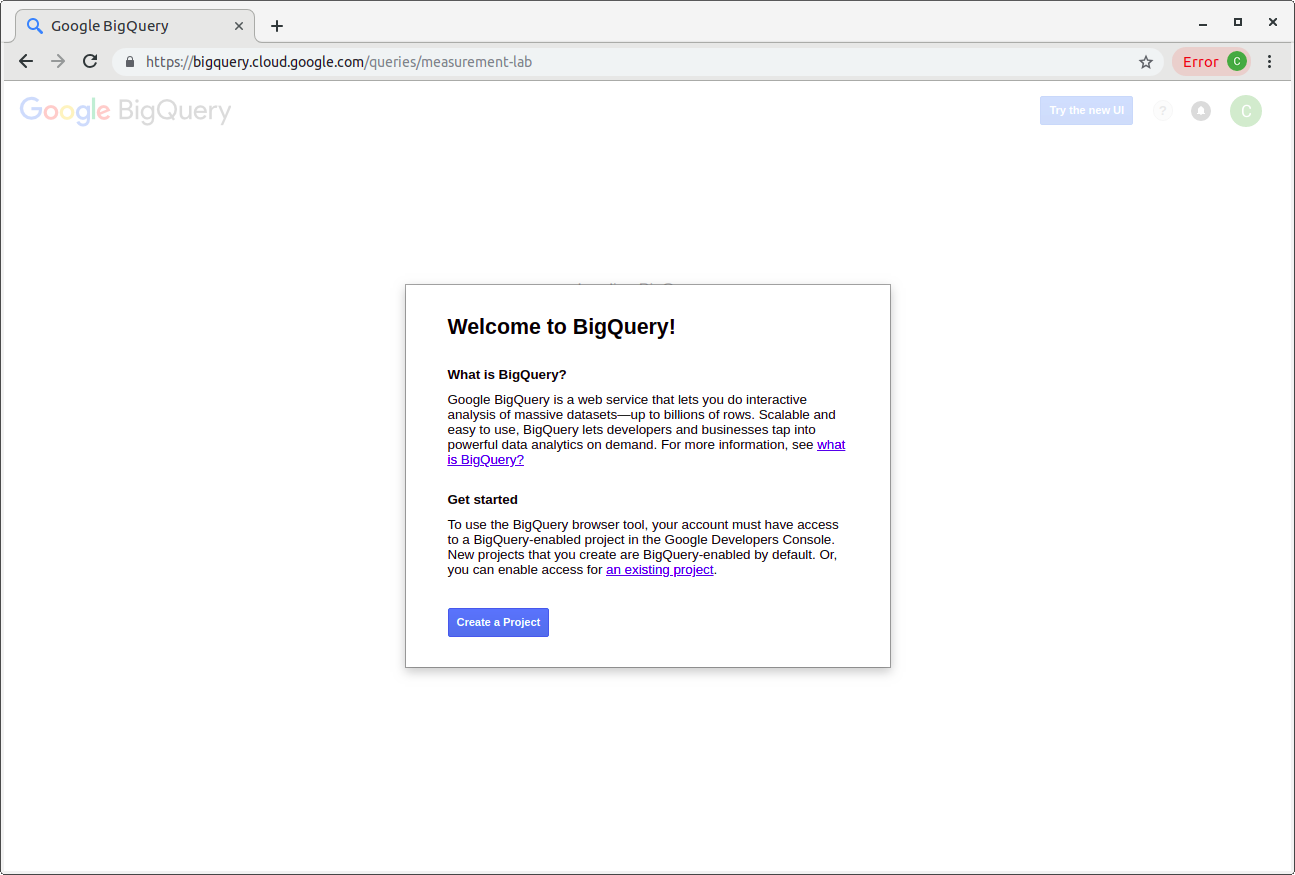 Google BigQuery
https://bigquery.cloud.google.com/queries/measurement-lab
Error C
Google BigQuery
Try the new UI
?
C
Welcome to BigQuery!
What is BigQuery?
Google BigQuery is a web service that lets you do interactive
analysis of massive datasets—up to billions of rows. Scalable and
easy to use, BigQuery lets developers and businesses tap into
powerful data analytics on demand. For more information, see what
is BigQuery?
Get started
To use the BigQuery browser tool, your account must have access
to a BigQuery-enabled project in the Google Developers Console.
New projects that you create are BigQuery-enabled by default. Or,
you can enable access for an existing project.
Create a Project